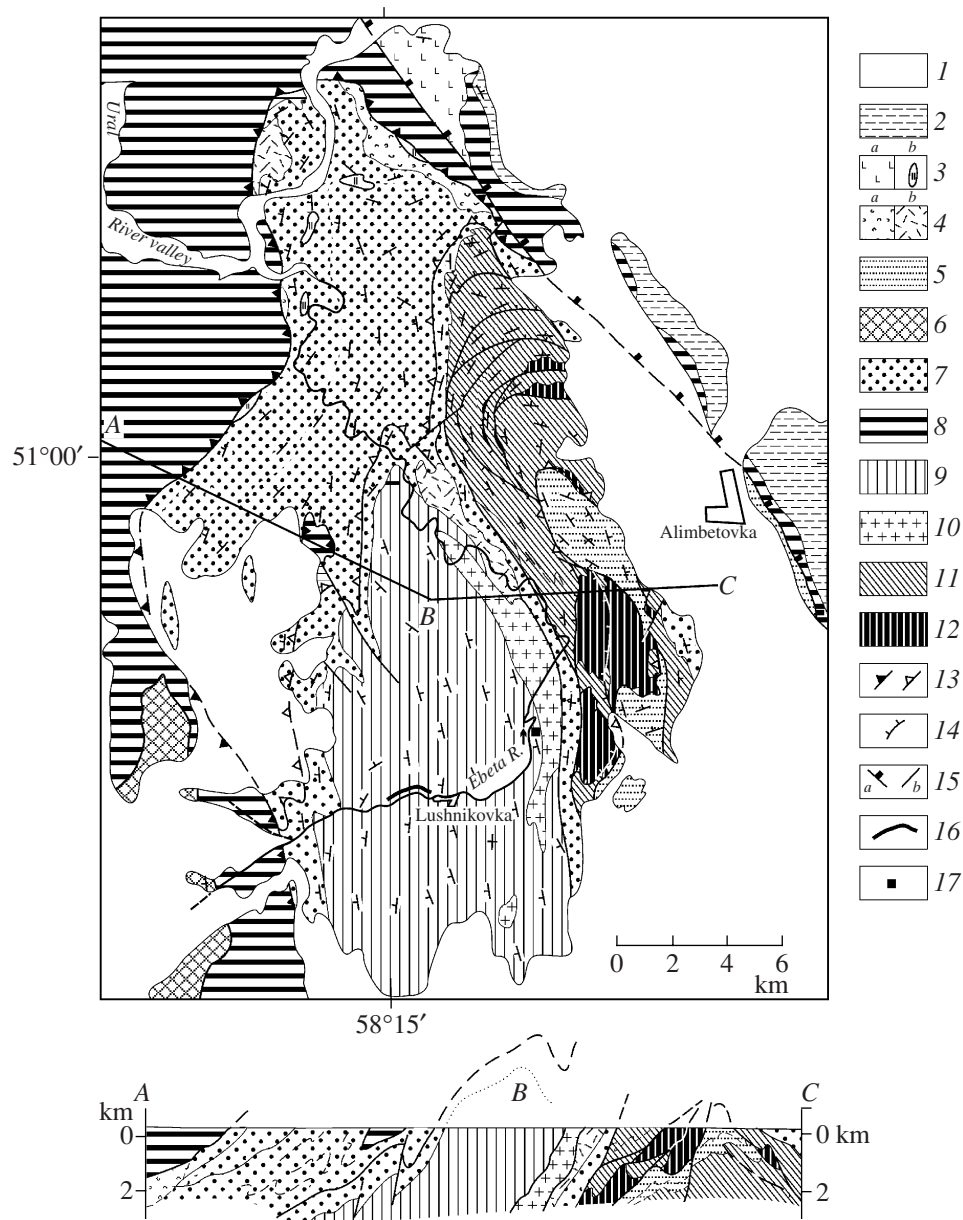 Ural
River valley
A
51°00′
Alimbetovka
B
C
Ebeta R.
Lushnikovka
0 2 4 6
km
58°15′
1
2
a b
3
a b
4
5
6
7
8
9
10
11
12
13
14
a b
15
16
17
A B C
km
0 0 km
2 2